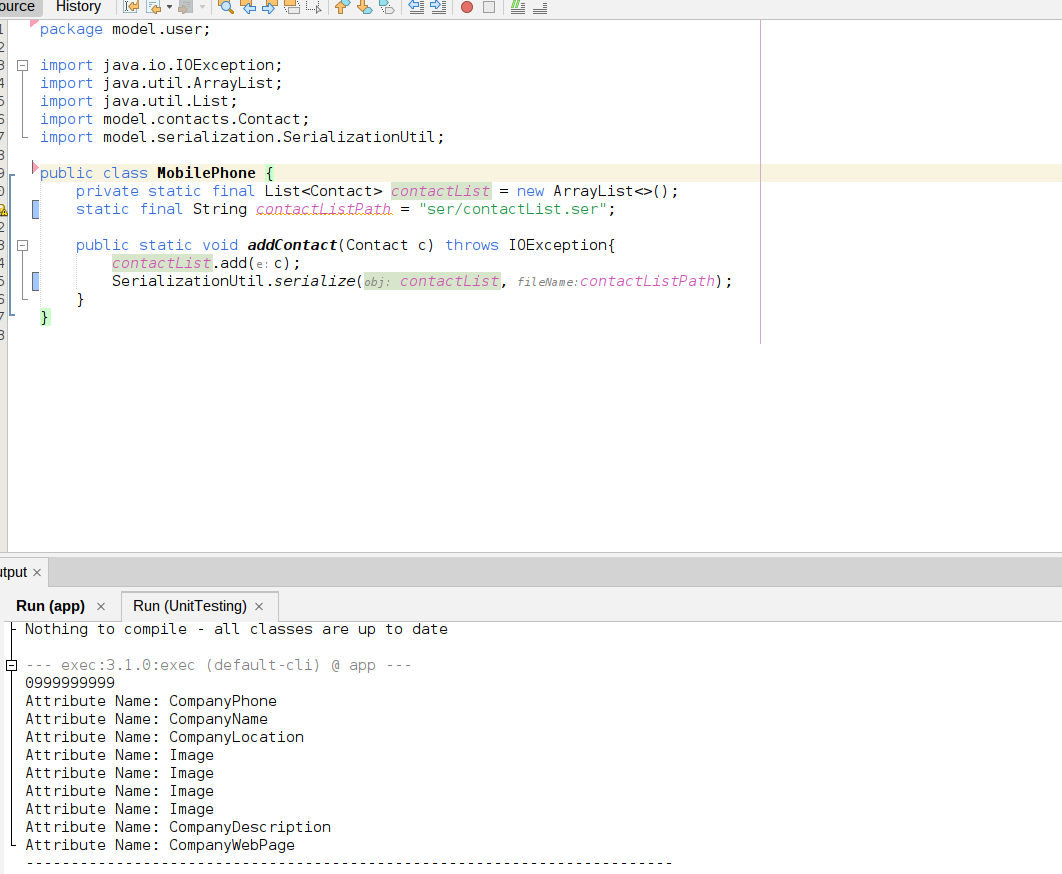 ource History
package model.user;
import java.io.IOException;
import java.util.ArrayList;
import java.util.List;
import model.contacts.Contact;
import model.serialization.SerializationUtil;
public class MobilePhone {
private static final List<Contact> contactList = new ArrayList<>();
static final String contactListPath = "ser/contactList.ser";
public static void addContact(Contact c) throws IOException{
contactList.add(e: c);
SerializationUtil.serialize(obj: contactList, fileName:contactListPath);
}
}
utput ×
Run (app) × Run (UnitTesting) ×
Nothing to compile - all classes are up to date
--- exec:3.1.0:exec (default-cli) @ app ---
0999999999
Attribute Name: CompanyPhone
Attribute Name: CompanyName
Attribute Name: CompanyLocation
Attribute Name: Image
Attribute Name: Image
Attribute Name: Image
Attribute Name: Image
Attribute Name: CompanyDescription
Attribute Name: CompanyWebPage
------------------------------------------------------------------------